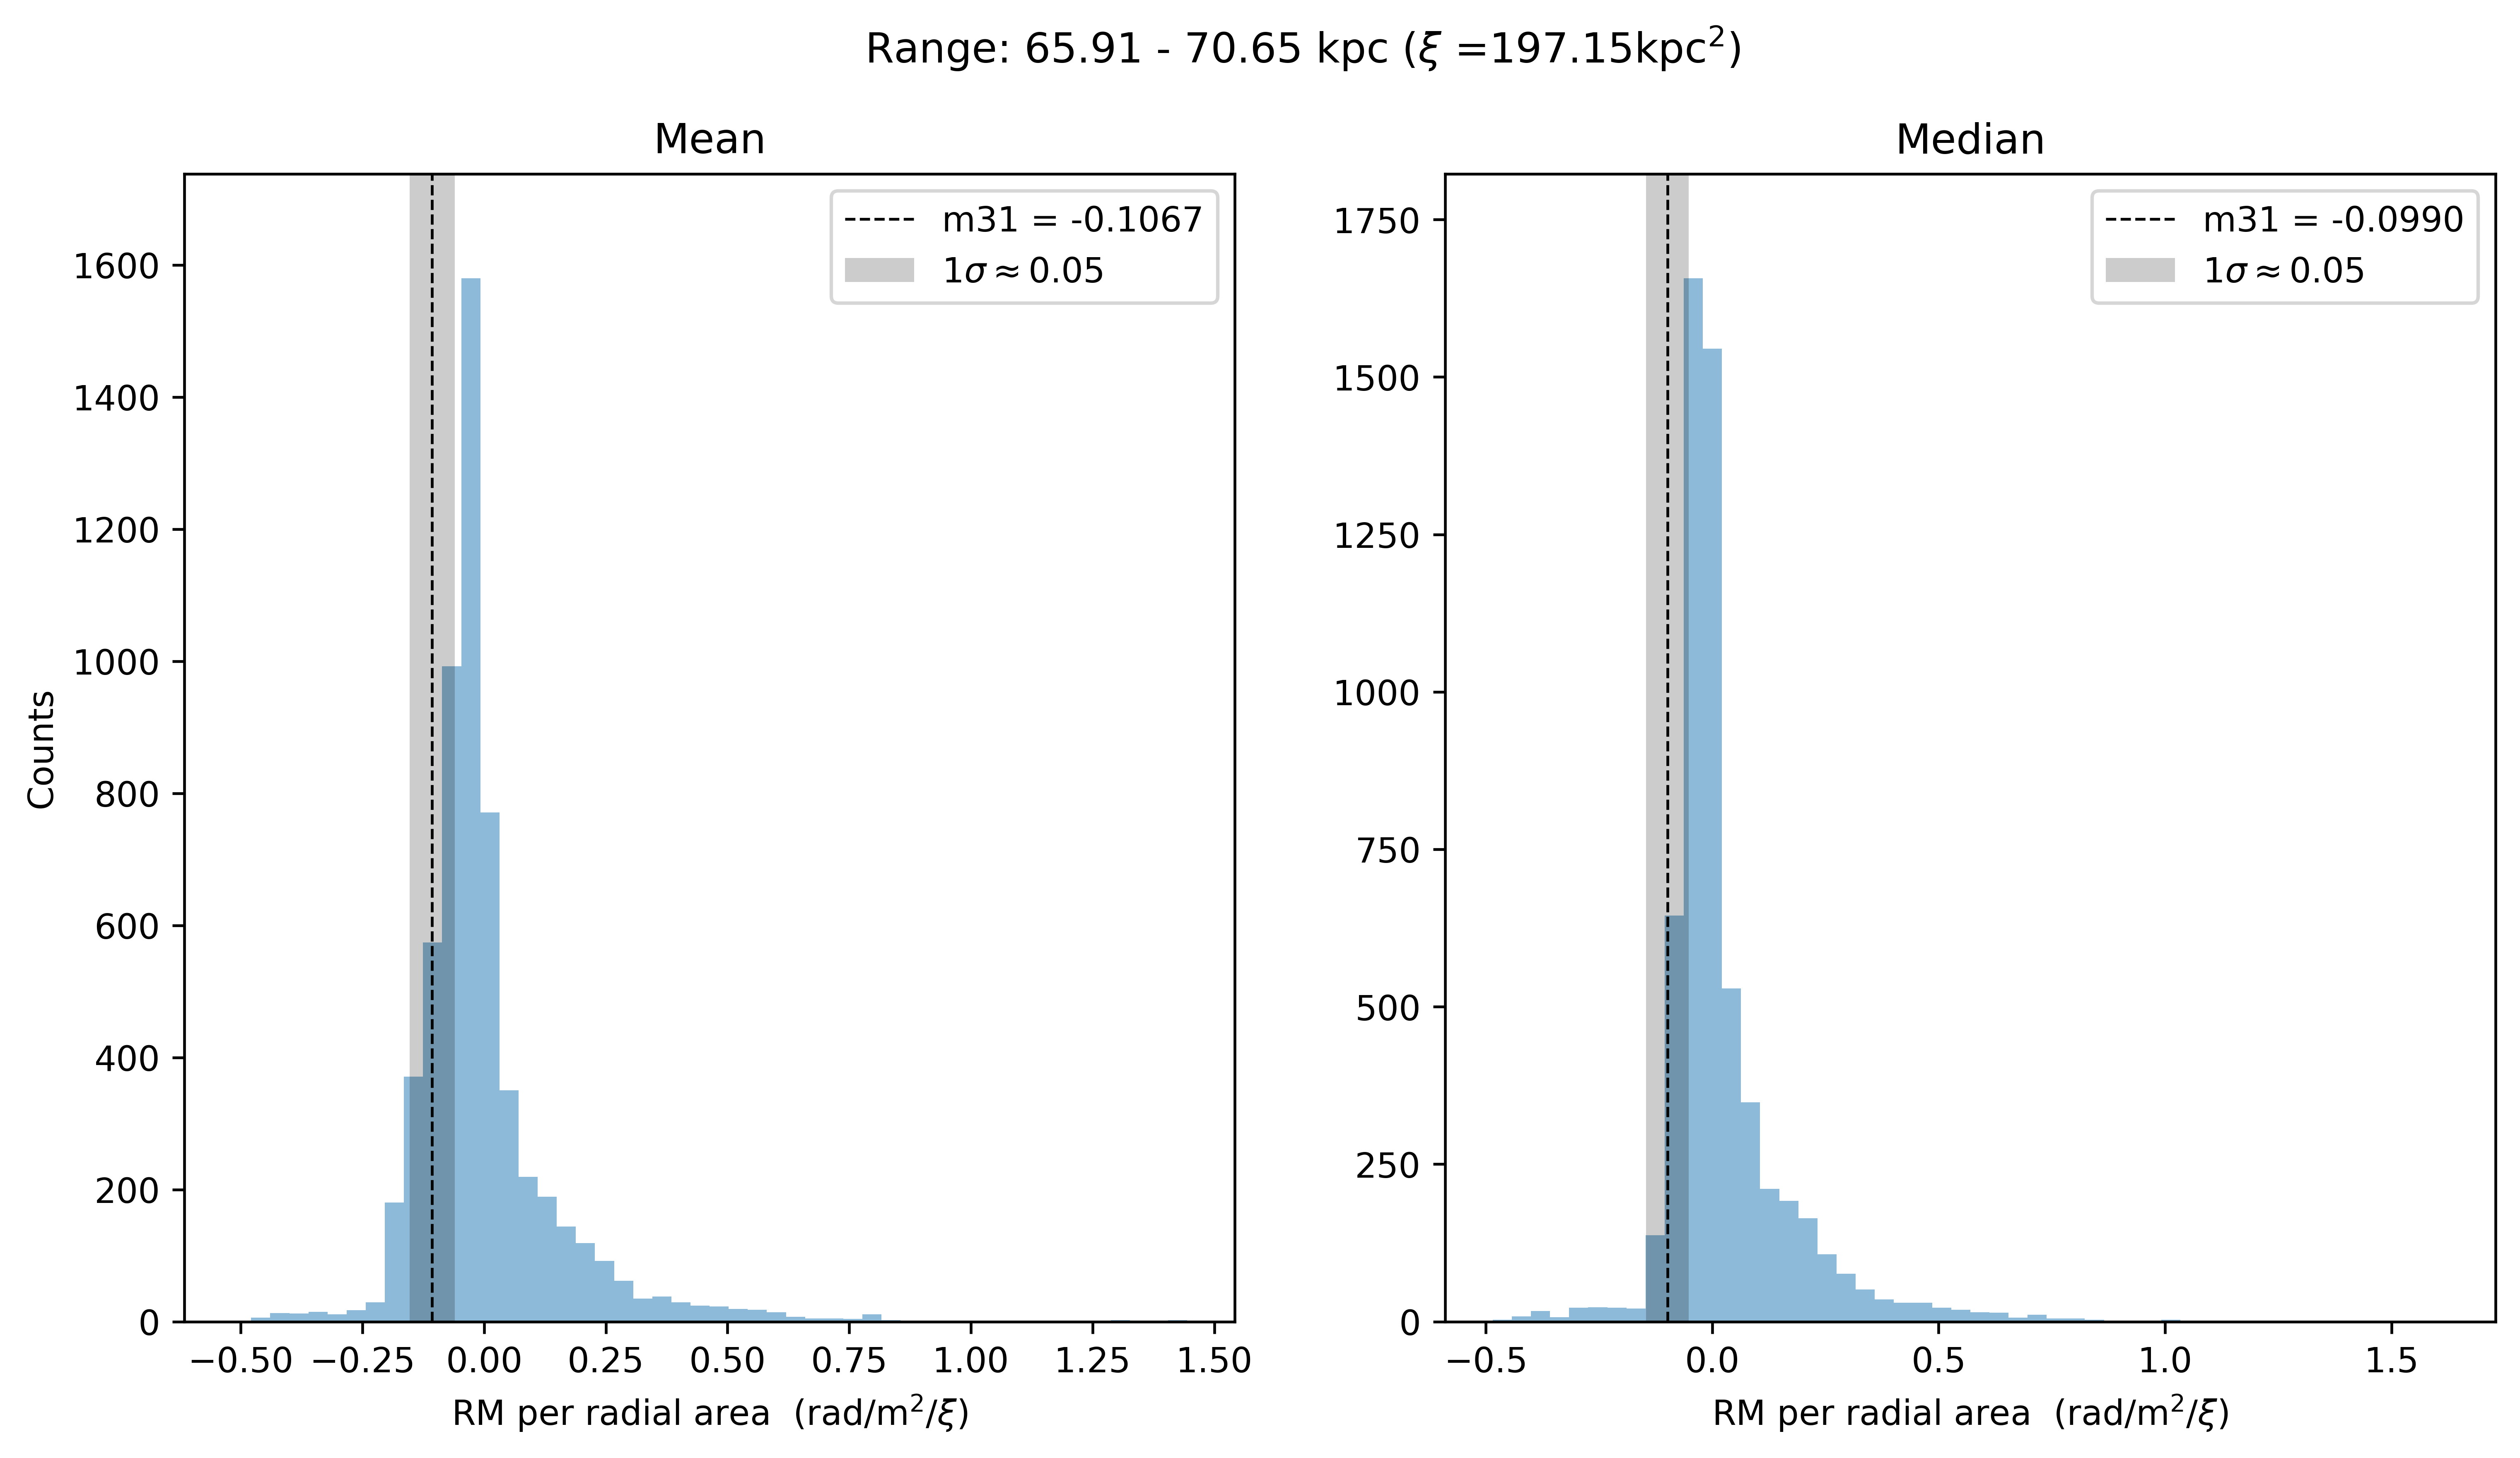 Range: 65.91 - 70.65 kpc (ξ =197.15kpc²)
Mean
m31 = -0.1067
1σ ≈ 0.05
1600
1400
1200
1000
800
600
400
200
0
Counts
−0.50 −0.25 0.00 0.25 0.50 0.75 1.00 1.25 1.50
RM per radial area (rad/m²/ξ)
Median
m31 = -0.0990
1σ ≈ 0.05
1750
1500
1250
1000
750
500
250
0
−0.5 0.0 0.5 1.0 1.5
RM per radial area (rad/m²/ξ)